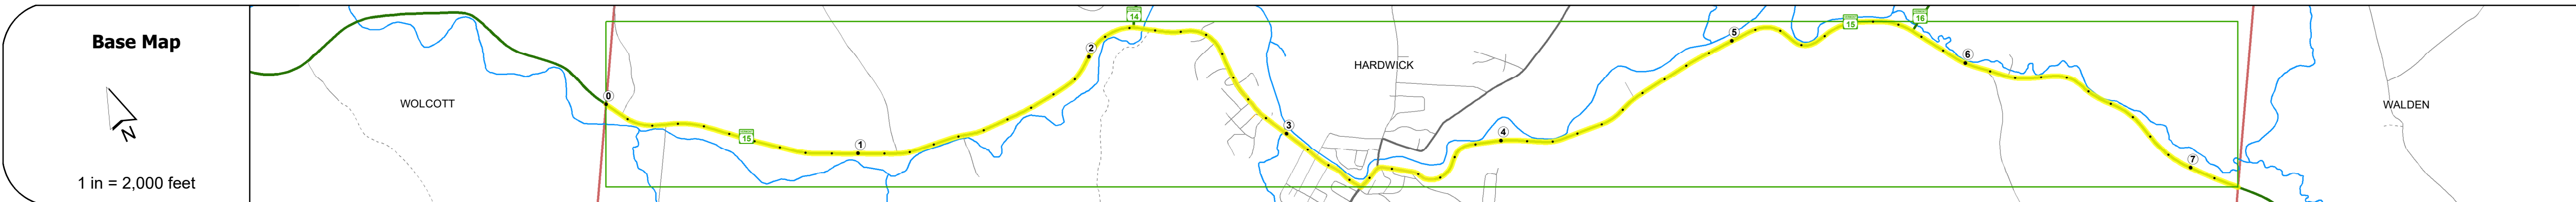 Base Map
N
1 in = 2,000 feet
WOLCOTT
0
15
1
2
14
3
HARDWICK
4
5
15
16
6
7
WALDEN